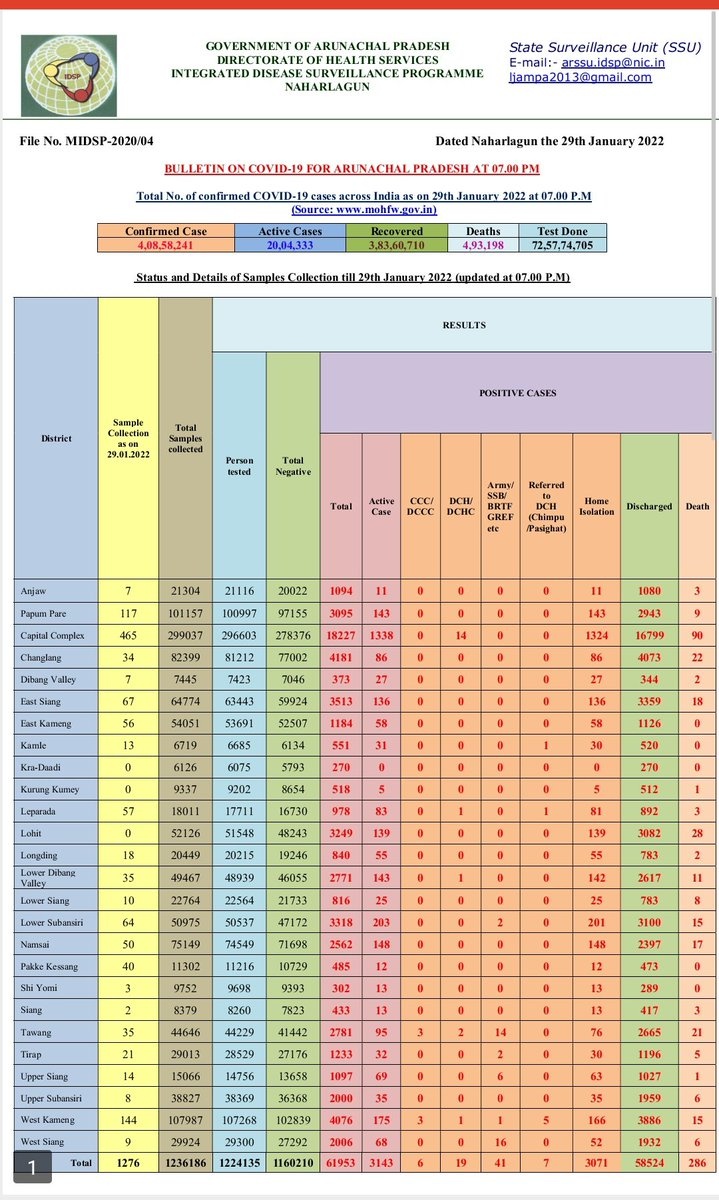 IDSP
GOVERNMENT OF ARUNACHAL PRADESH
DIRECTORATE OF HEALTH SERVICES
INTEGRATED DISEASE SURVEILLANCE PROGRAMME
NAHARLAGUN
State Surveillance Unit (SSU)
E-mail:- arssu.idsp@nic.in
ljampa2013@gmail.com
File No. MIDSP-2020/04 Dated Naharlagun the 29th January 2022
BULLETIN ON COVID-19 FOR ARUNACHAL PRADESH AT 07.00 PM
Total No. of confirmed COVID-19 cases across India as on 29th January 2022 at 07.00 P.M
(Source: www.mohfw.gov.in)
Confirmed Case Active Cases Recovered Deaths Test Done
4,08,58,241 20,04,333 3,83,60,710 4,93,198 72,57,74,705
Status and Details of Samples Collection till 29th January 2022 (updated at 07.00 P.M)
RESULTS
POSITIVE CASES
District
Sample
Collection
as on
29.01.2022
Total
Samples
collected
Person
tested
Total
Negative
Total
Active
Case
CCC/
DCCC
DCH/
DCHC
Army/
SSB/
BRTF
GREF
etc
Referred
to
DCH
(Chimpu
/Pasighat)
Home
Isolation
Discharged
Death
Anjaw 7 21304 21116 20022 1094 11 0 0 0 0 11 1080 3
Papum Pare 117 101157 100997 97155 3095 143 0 0 0 0 143 2943 9
Capital Complex 465 299037 296603 278376 18227 1338 0 14 0 0 1324 16799 90
Changlang 34 82399 81212 77002 4181 86 0 0 0 0 86 4073 22
Dibang Valley 7 7445 7423 7046 373 27 0 0 0 0 27 344 2
East Siang 67 64774 63443 59924 3513 136 0 0 0 0 136 3359 18
East Kameng 56 54051 53691 52507 1184 58 0 0 0 0 58 1126 0
Kamle 13 6719 6685 6134 551 31 0 0 0 1 30 520 0
Kra-Daadi 0 6126 6075 5793 270 0 0 0 0 0 0 270 0
Kurung Kumey 0 9337 9202 8654 518 5 0 0 0 0 5 512 1
Leparada 57 18011 17711 16730 978 83 0 1 0 1 81 892 3
Lohit 0 52126 51548 48243 3249 139 0 0 0 0 139 3082 28
Longding 18 20449 20215 19246 840 55 0 0 0 0 55 783 2
Lower Dibang
Valley 35 49467 48939 46055 2771 143 0 1 0 0 142 2617 11
Lower Siang 10 22764 22564 21733 816 25 0 0 0 0 25 783 8
Lower Subansiri 64 50975 50537 47172 3318 203 0 0 2 0 201 3100 15
Namsai 50 75149 74549 71698 2562 148 0 0 0 0 148 2397 17
Pakke Kessang 40 11302 11216 10729 485 12 0 0 0 0 12 473 0
Shi Yomi 3 9752 9698 9393 302 13 0 0 0 0 13 289 0
Siang 2 8379 8260 7823 433 13 0 0 0 0 13 417 3
Tawang 35 44646 44229 41442 2781 95 3 2 14 0 76 2665 21
Tirap 21 29013 28529 27176 1233 32 0 0 2 0 30 1196 5
Upper Siang 14 15066 14756 13658 1097 69 0 0 6 0 63 1027 1
Upper Subansiri 8 38827 38369 36368 2000 35 0 0 0 0 35 1959 6
West Kameng 144 107987 107268 102839 4076 175 3 1 1 5 166 3886 15
West Siang 9 29924 29300 27292 2006 68 0 0 16 0 52 1932 6
Total 1276 1236186 1224135 1160210 61953 3143 6 19 41 7 3071 58524 286
1